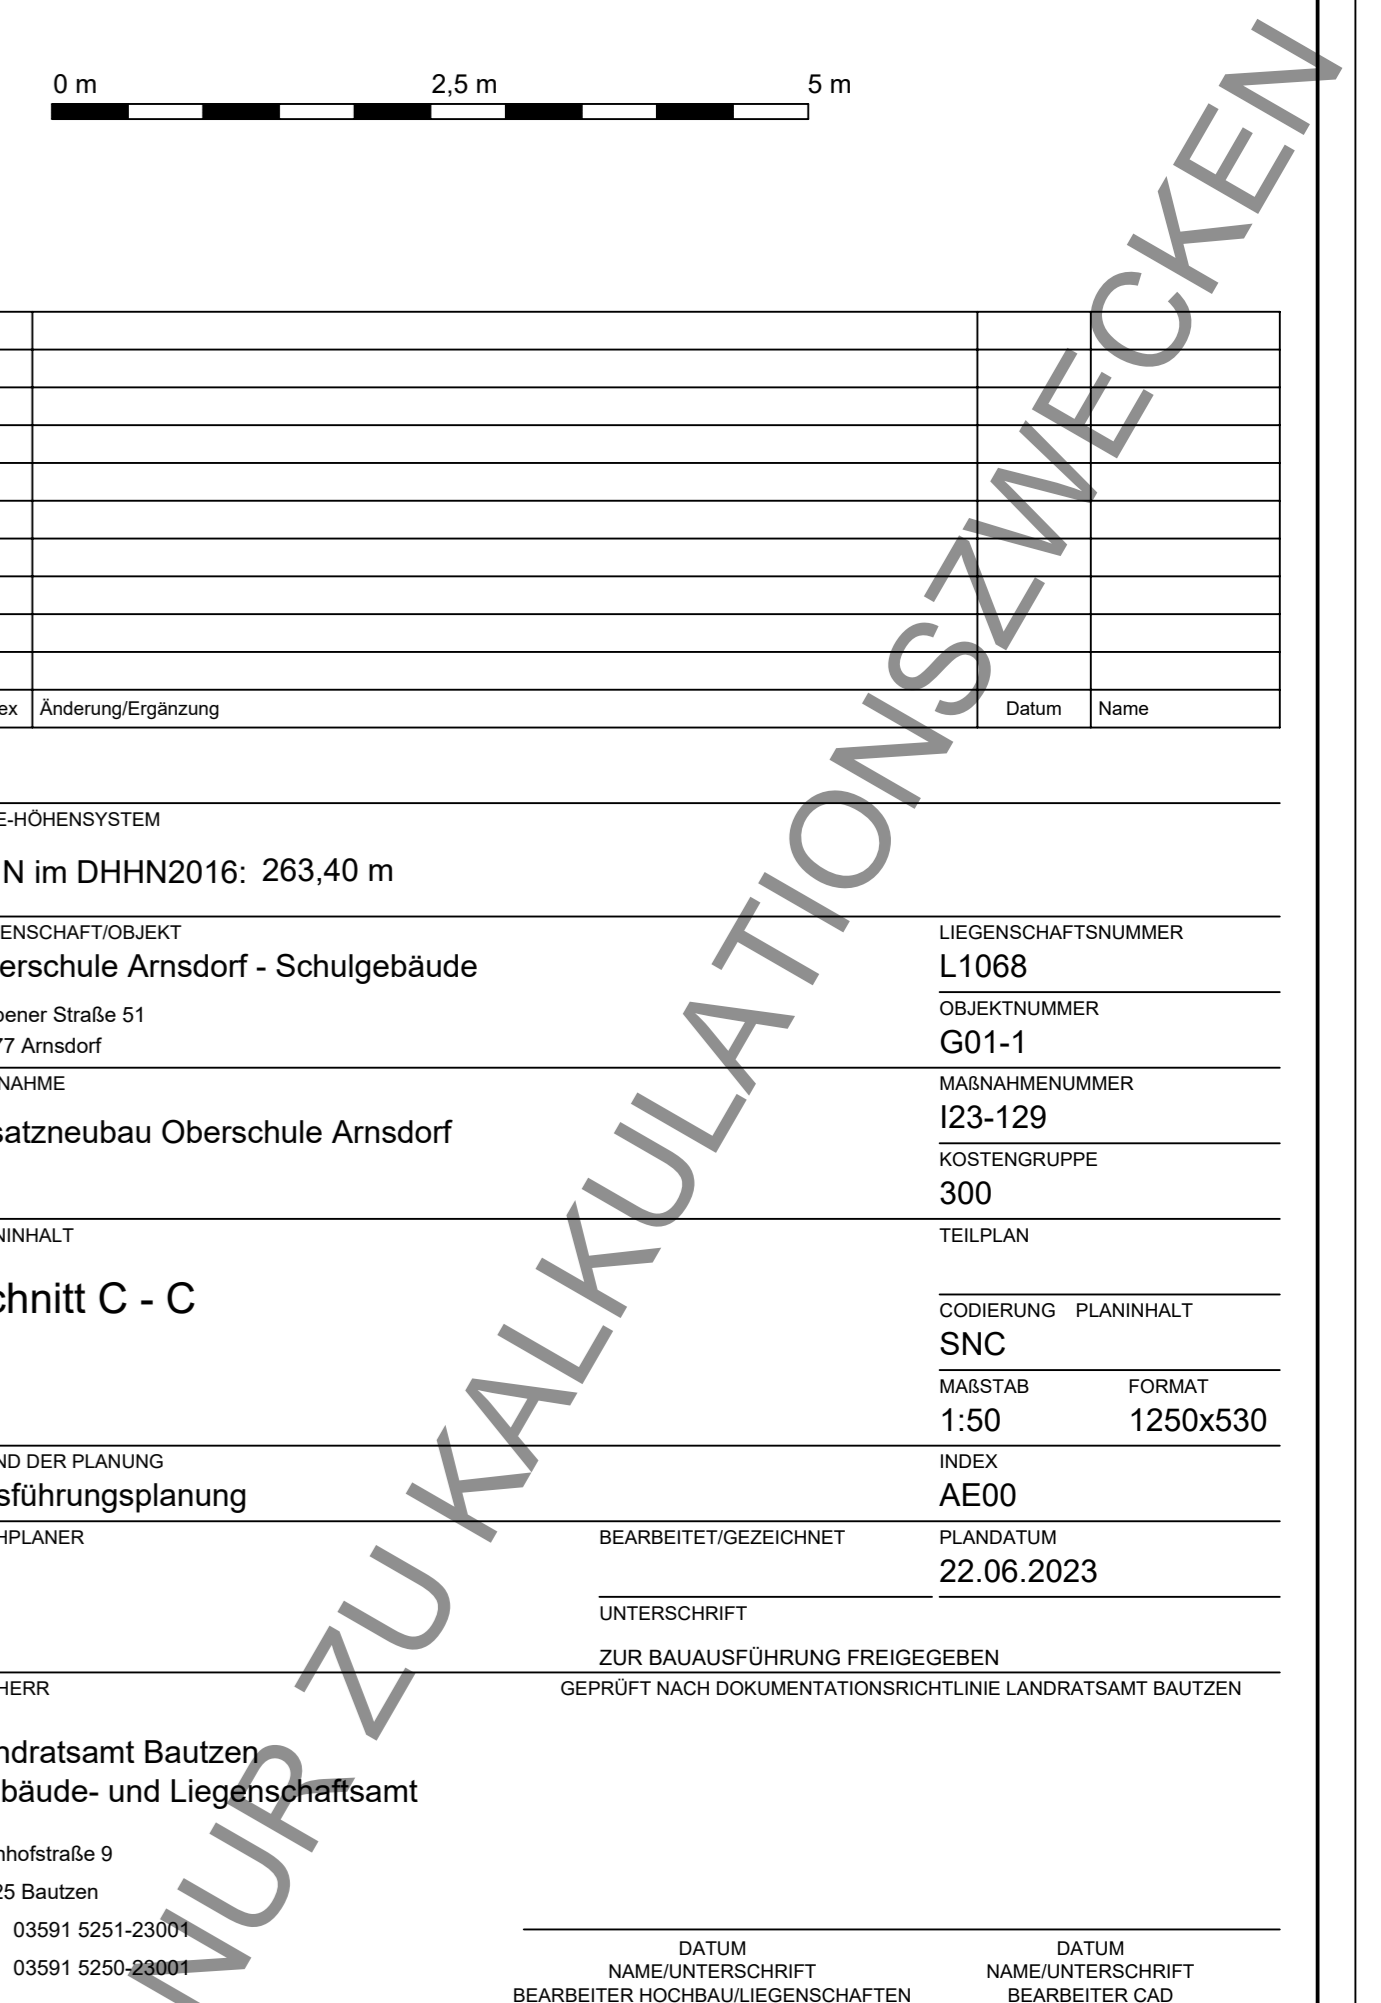 0 m 2,5 m 5 m
ex Änderung/Ergänzung Datum Name
E-HÖHENSYSTEM
N im DHHN2016: 263,40 m
ENSCHAFT/OBJEKT LIEGENSCHAFTSNUMMER
erschule Arnsdorf - Schulgebäude L1068
OBJEKTNUMMER
bener Straße 51
G01-1
77 Arnsdorf
NAHME MAßNAHMENUMMER
satzneubau Oberschule Arnsdorf I23-129
KOSTENGRUPPE
300
NINHALT TEILPLAN
chnitt C - C
CODIERUNG PLANINHALT
SNC
MAßSTAB FORMAT
1:50 1250x530
ND DER PLANUNG INDEX
sführungsplanung AE00
HPLANER BEARBEITET/GEZEICHNET PLANDATUM
22.06.2023
UNTERSCHRIFT
ZUR BAUAUSFÜHRUNG FREIGEGEBEN
HERR GEPRÜFT NACH DOKUMENTATIONSRICHTLINIE LANDRATSAMT BAUTZEN
ndratsamt Bautzen
bäude- und Liegenschaftsamt
nhofstraße 9
25 Bautzen
03591 5251-23001
03591 5250-23001
DATUM DATUM
NAME/UNTERSCHRIFT NAME/UNTERSCHRIFT
BEARBEITER HOCHBAU/LIEGENSCHAFTEN BEARBEITER CAD
NUR ZU KALKULATIONSZWECKEN